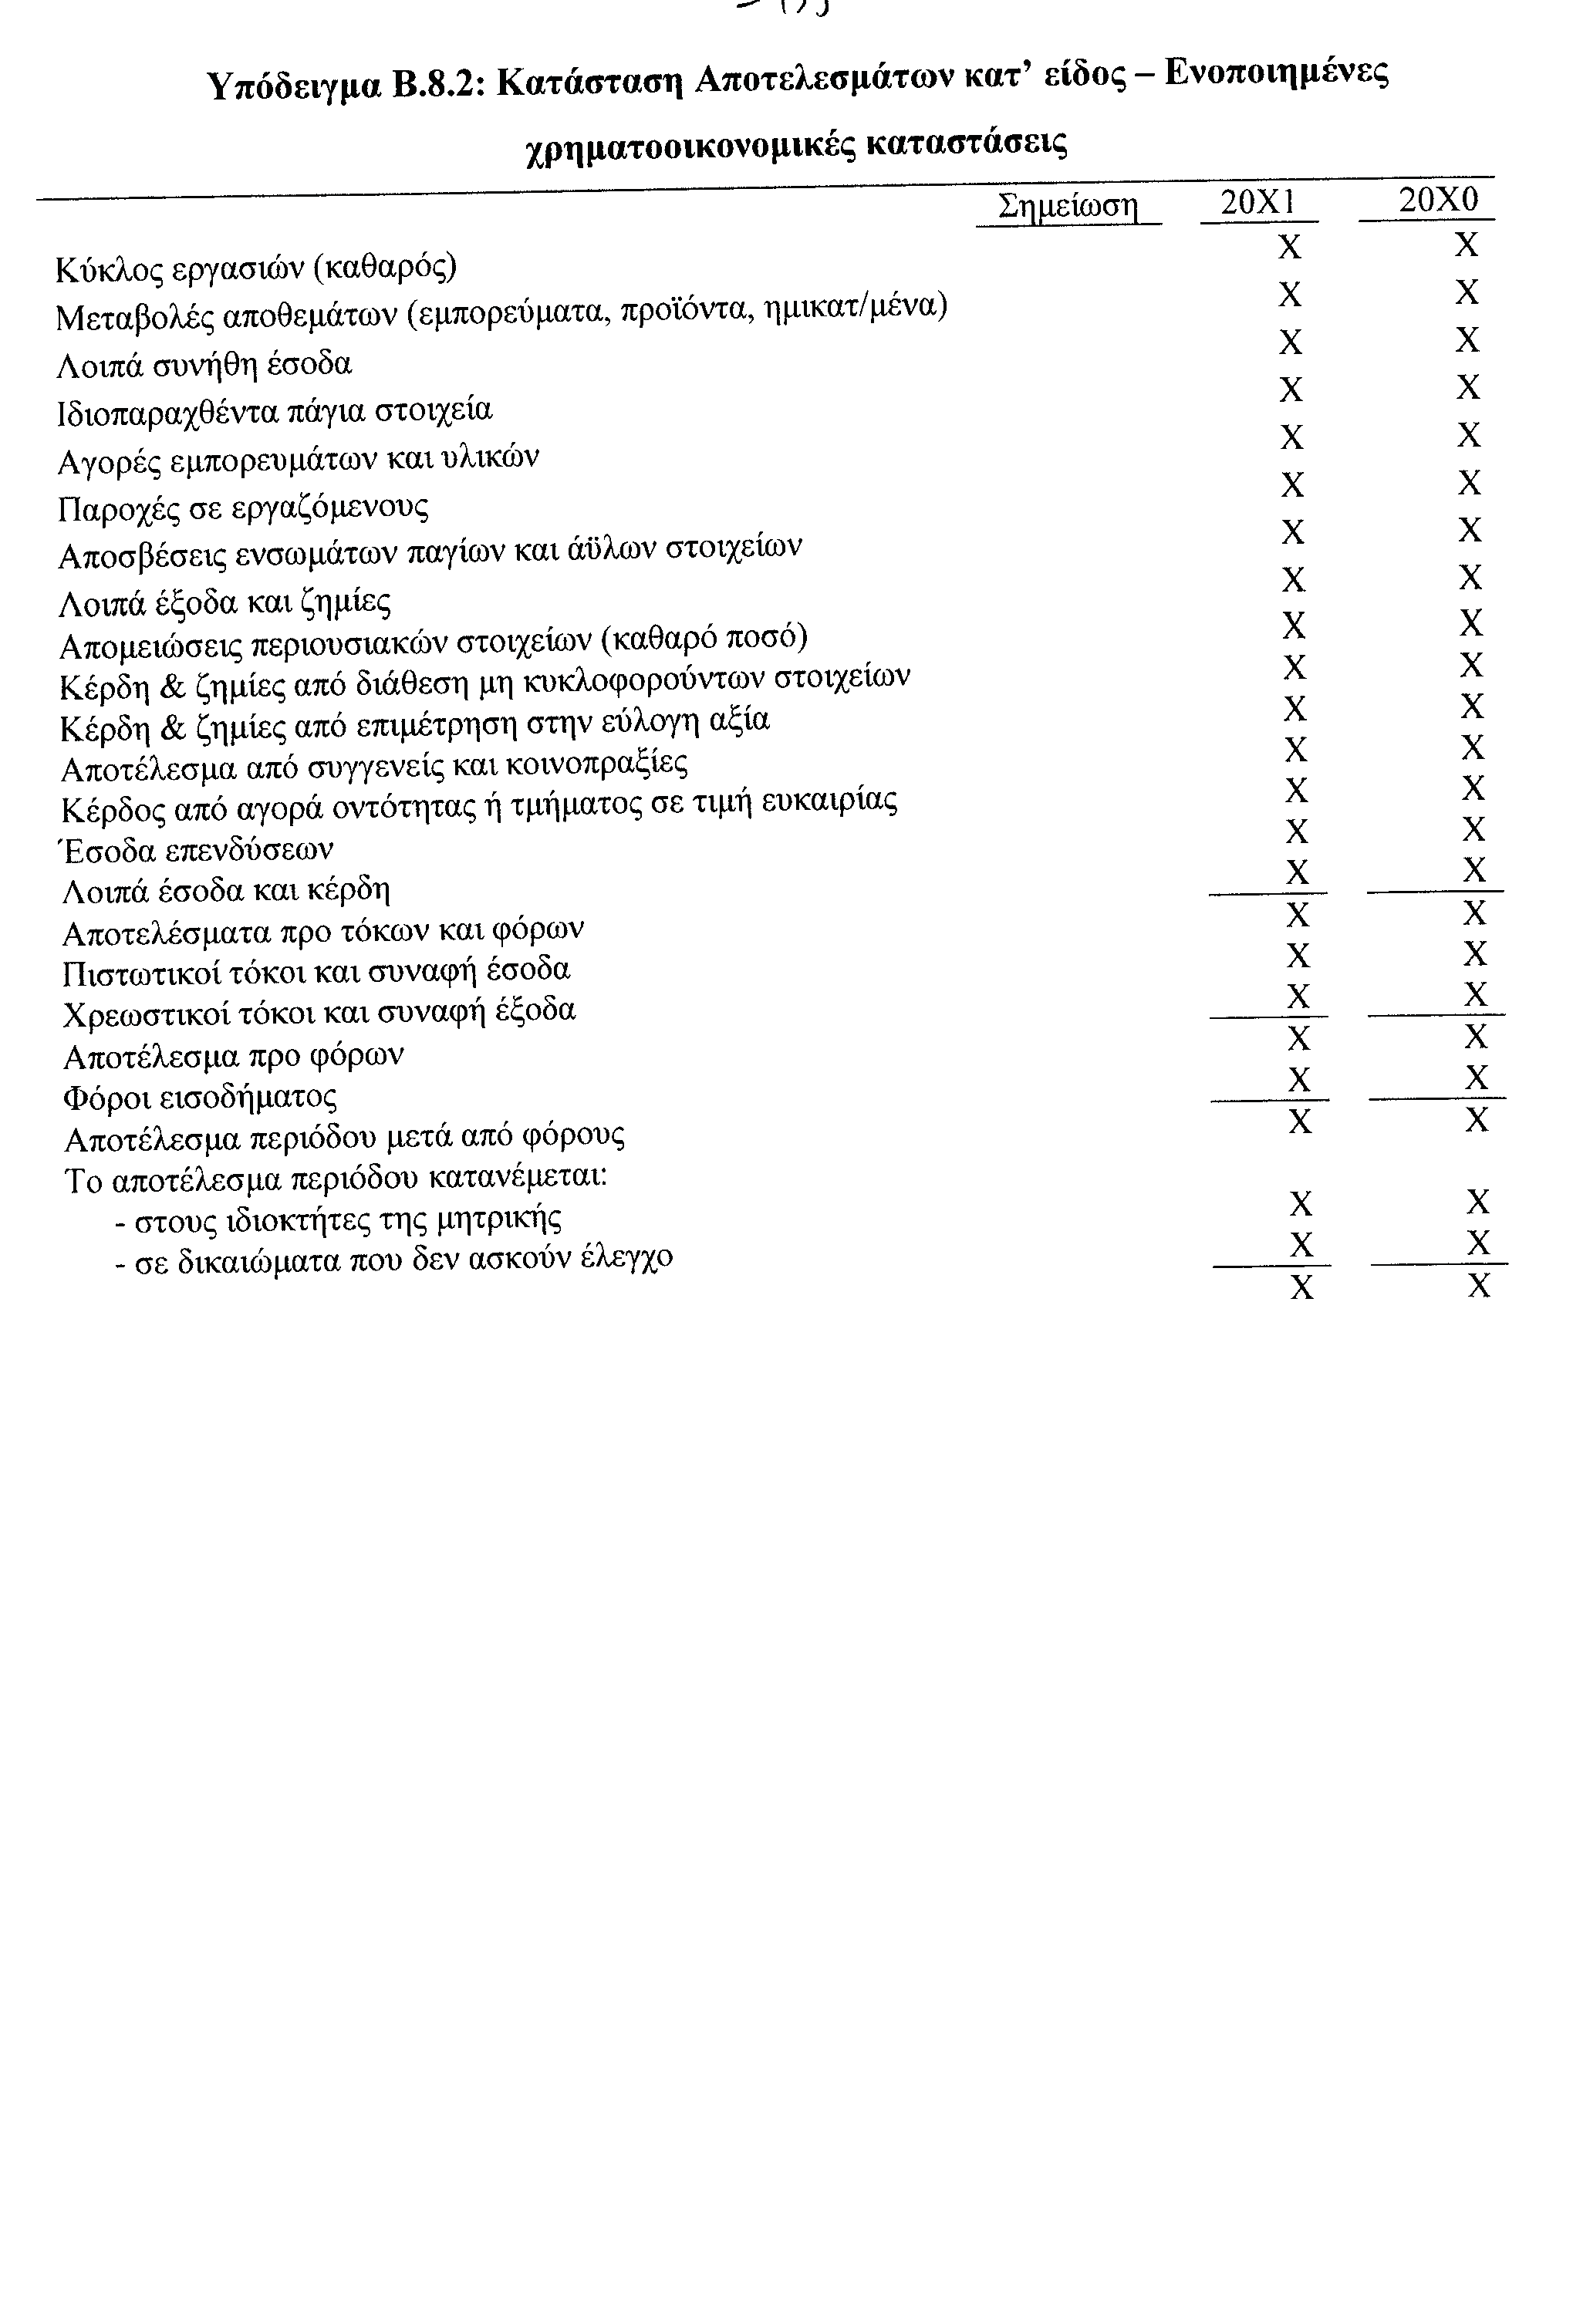 Υπόδειγμα Β.8.2: Κατάσταση Αποτελεσμάτων κατ’ είδος – Ενοποιημένες
χρηματοοικονομικές καταστάσεις
Σημείωση 20X1 20X0
Κύκλος εργασιών (καθαρός) X X
Μεταβολές αποθεμάτων (εμπορεύματα, προϊόντα, ημικατ/μένα) X X
Λοιπά συνήθη έσοδα X X
Ιδιοπαραχθέντα πάγια στοιχεία X X
Αγορές εμπορευμάτων και υλικών X X
Παροχές σε εργαζόμενους X X
Αποσβέσεις ενσωμάτων παγίων και άϋλων στοιχείων X X
Λοιπά έξοδα και ζημίες X X
Απομειώσεις περιουσιακών στοιχείων (καθαρό ποσό) X X
Κέρδη & ζημίες από διάθεση μη κυκλοφορούντων στοιχείων X X
Κέρδη & ζημίες από επιμέτρηση στην εύλογη αξία X X
Αποτέλεσμα από συγγενείς και κοινοπραξίες X X
Κέρδος από αγορά οντότητας ή τμήματος σε τιμή ευκαιρίας X X
Έσοδα επενδύσεων X X
Λοιπά έσοδα και κέρδη X X
Αποτελέσματα προ τόκων και φόρων X X
Πιστωτικοί τόκοι και συναφή έσοδα X X
Χρεωστικοί τόκοι και συναφή έξοδα X X
Αποτέλεσμα προ φόρων X X
Φόροι εισοδήματος X X
Αποτέλεσμα περιόδου μετά από φόρους X X
Το αποτέλεσμα περιόδου κατανέμεται:
- στους ιδιοκτήτες της μητρικής X X
- σε δικαιώματα που δεν ασκούν έλεγχο X X
X X